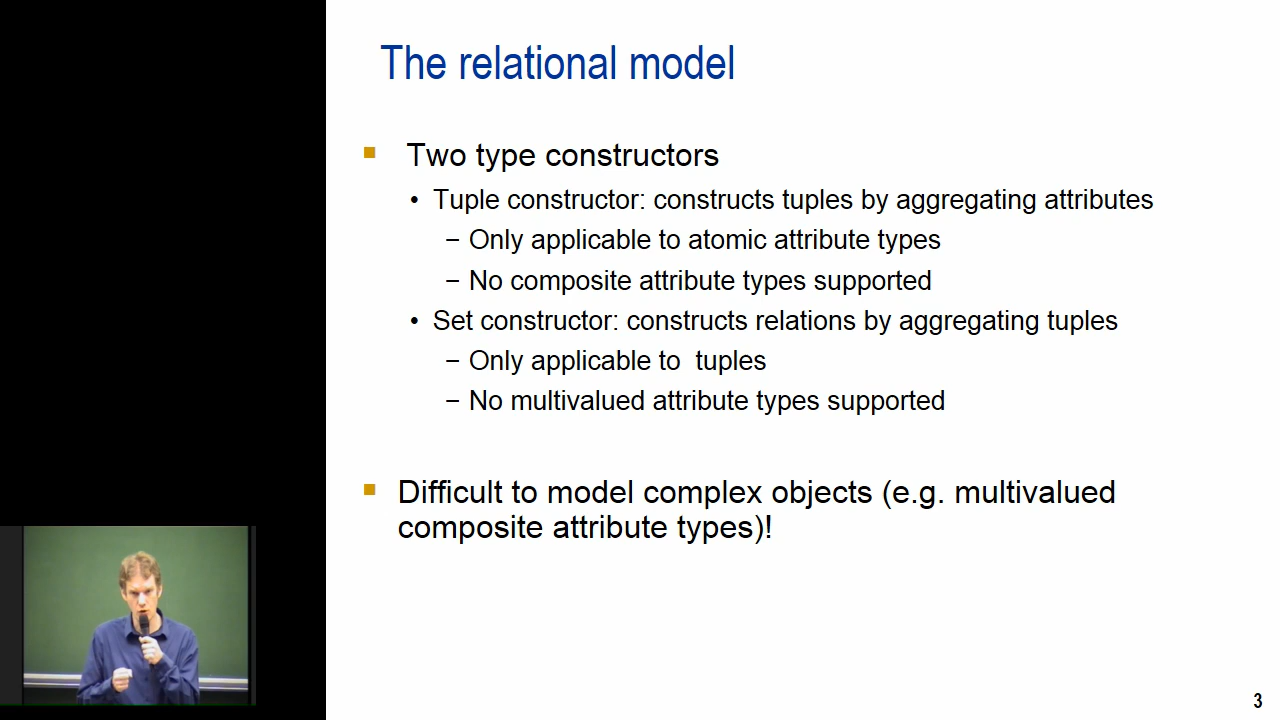 The relational model
Two type constructors
• Tuple constructor: constructs tuples by aggregating attributes
– Only applicable to atomic attribute types
– No composite attribute types supported
• Set constructor: constructs relations by aggregating tuples
– Only applicable to  tuples
– No multivalued attribute types supported
Difficult to model complex objects (e.g. multivalued
composite attribute types)!
3